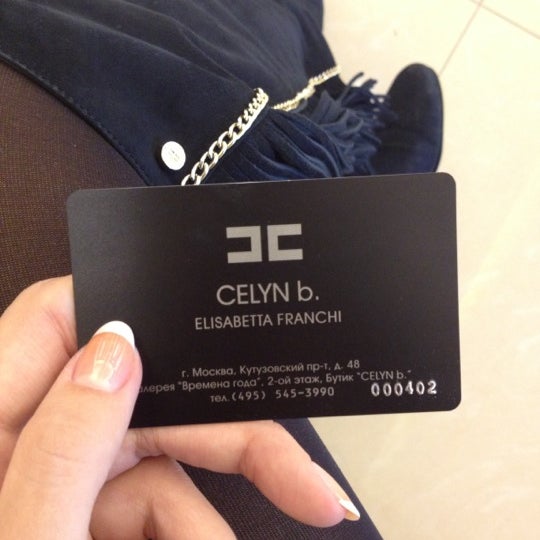 CELYN b.
ELISABETTA FRANCHI
г. Москва, Кутузовский пр-т, д. 48
"Времена года", 2-ой этаж, Бутик "CELYN b."
тел.(495) 545-3990
000402